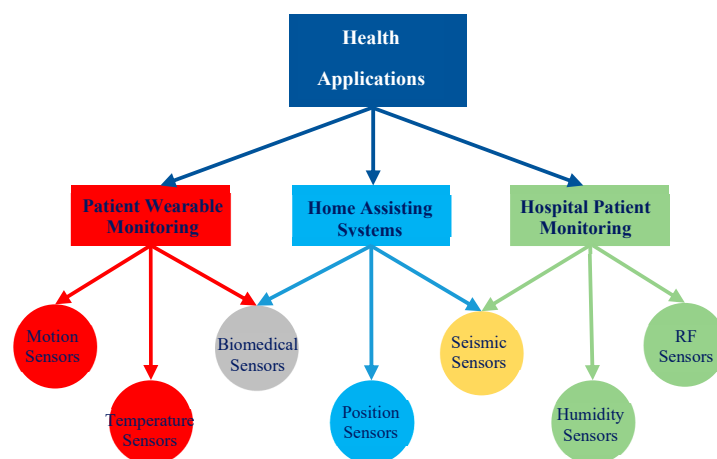 Health
Applications
Patient Wearable
Monitoring
Home Assisting
Systems
Hospital Patient
Monitoring
Motion
Sensors
Biomedical
Sensors
Seismic
Sensors
RF
Sensors
Temperature
Sensors
Position
Sensors
Humidity
Sensors